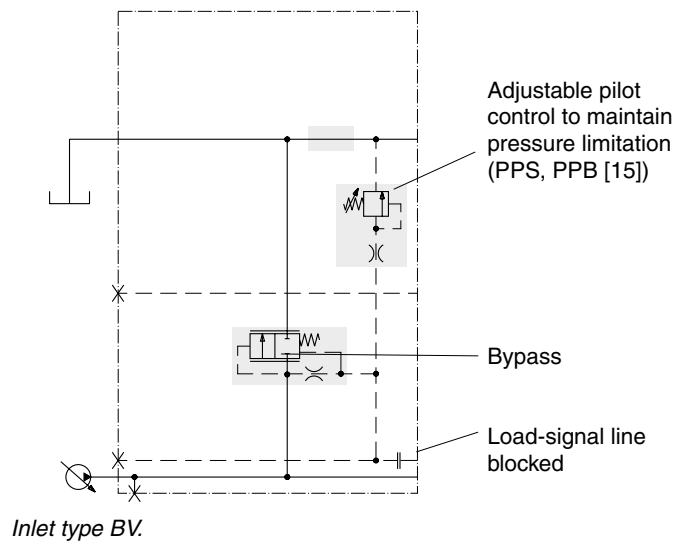 Adjustable pilot
control to maintain
pressure limitation
(PPS, PPB [15])
Bypass
Load-signal line
blocked
Inlet type BV.